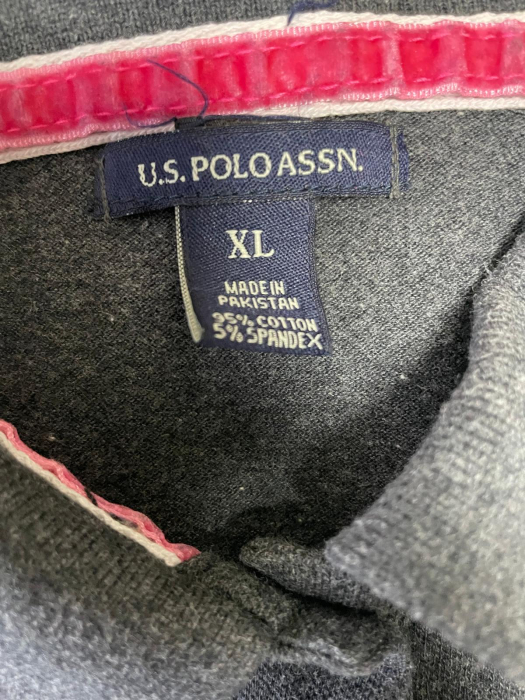 U.S. POLO ASSN.
XL
MADE IN
PAKISTAN
95% COTTON
5% SPANDEX